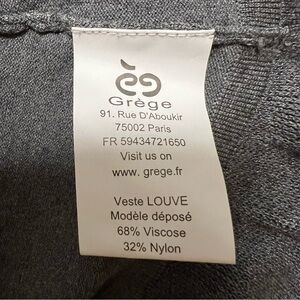 Grège
91. Rue D'Aboukir
75002 Paris
FR 59434721650
Visit us on
www. grege.fr
Veste LOUVE
Modèle déposé
68% Viscose
32% Nylon